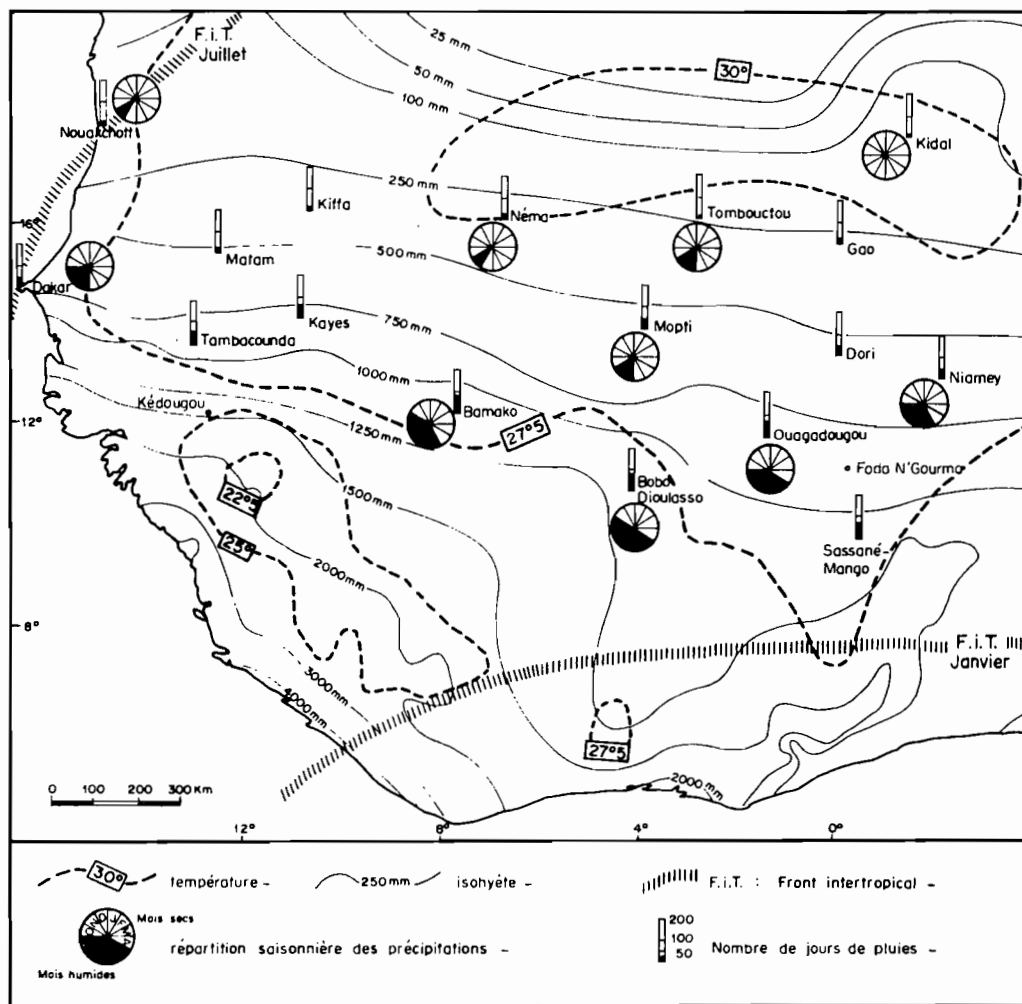 F.i.T.
Juillet
25 mm
50 mm
100 mm
30°
Nouakchott
Kidal
250 mm
Kiffa
Néma
Tombouctou
16°
Matam
Gao
500 mm
Dakar
Kayes
750 mm
Mopti
Tambacounda
Dori
Niamey
1000 mm
Kédougou
Bamako
12°
1250 mm
27°5
Ouagadougou
Fada N'Gourma
Bobo
Dioulasso
22°5
1500 mm
25°
Sassané-
Mango
2000 mm
8°
F.i.T.
Janvier
3000 mm
4000 mm
27°5
2000 mm
0 100 200 300 Km
12° 8° 4° 0°
30° température -
250 mm isohyète
F.i.T. : Front intertropical -
Mois secs
O N D J F M A
répartition saisonnière des précipitations -
Mois humides
200
100
50
Nombre de jours de pluies -